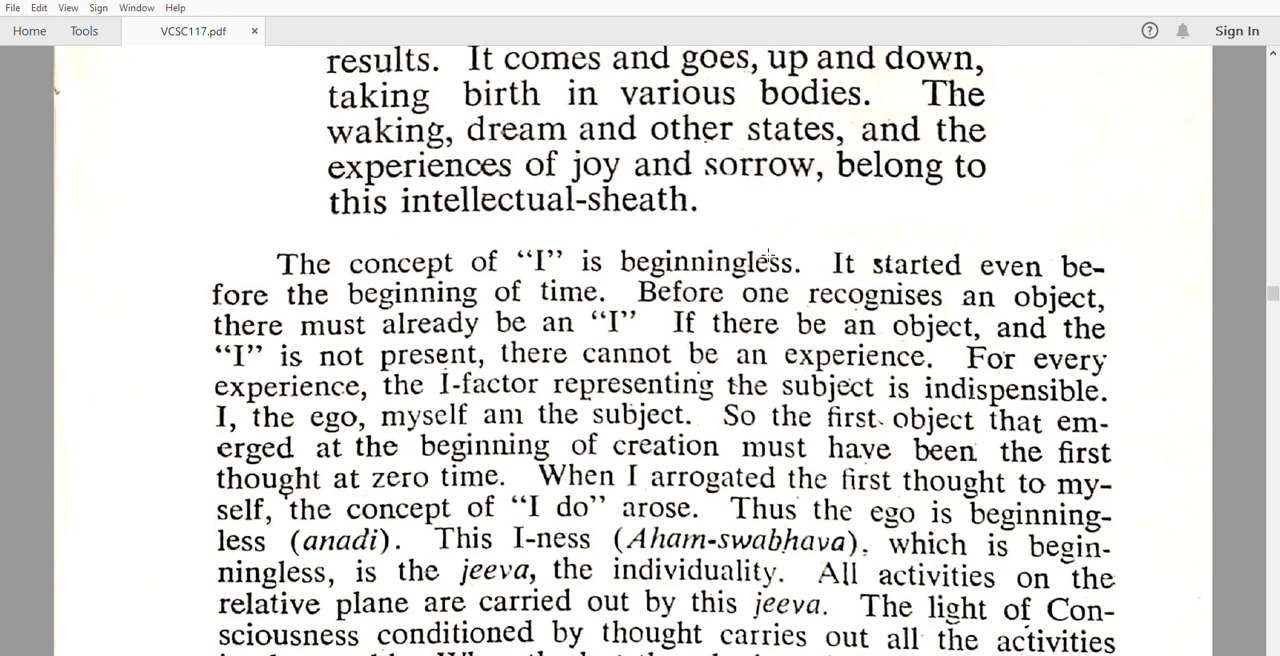 File Edit View Sign Window Help
Home Tools VCSC117.pdf × ? Sign In
results. It comes and goes, up and down,
taking birth in various bodies. The
waking, dream and other states, and the
experiences of joy and sorrow, belong to
this intellectual-sheath.
The concept of “I” is beginningless. It started even be-
fore the beginning of time. Before one recognises an object,
there must already be an “I” If there be an object, and the
“I” is not present, there cannot be an experience. For every
experience, the I-factor representing the subject is indispensible.
I, the ego, myself am the subject. So the first object that em-
erged at the beginning of creation must have been the first
thought at zero time. When I arrogated the first thought to my-
self, the concept of “I do” arose. Thus the ego is beginning-
less (anadi). This I-ness (Aham-swabhava), which is begin-
ningless, is the jeeva, the individuality. All activities on the
relative plane are carried out by this jeeva. The light of Con-
sciousness conditioned by thought carries out all the activities